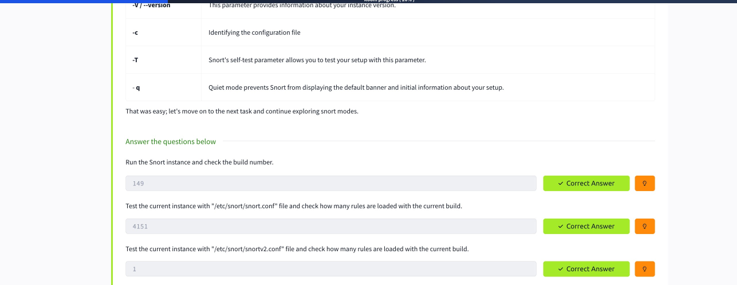 -V / --version This parameter provides information about your instance version.
-c Identifying the configuration file
-T Snort's self-test parameter allows you to test your setup with this parameter.
-q Quiet mode prevents Snort from displaying the default banner and initial information about your setup.
That was easy; let's move on to the next task and continue exploring snort modes.
Answer the questions below
Run the Snort instance and check the build number.
149 ✓ Correct Answer
Test the current instance with "/etc/snort/snort.conf" file and check how many rules are loaded with the current build.
4151 ✓ Correct Answer
Test the current instance with "/etc/snort/snortv2.conf" file and check how many rules are loaded with the current build.
1 ✓ Correct Answer